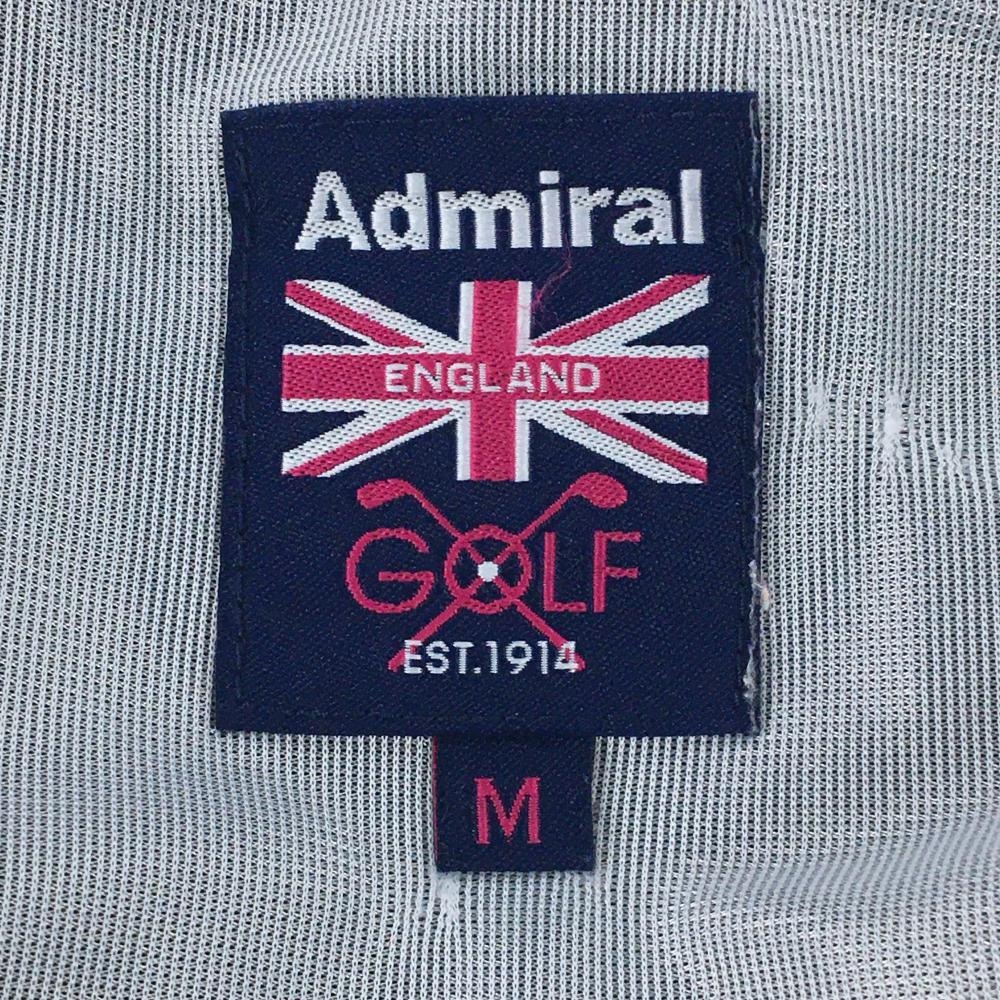 Admiral
ENGLAND
GOLF
EST.1914
M